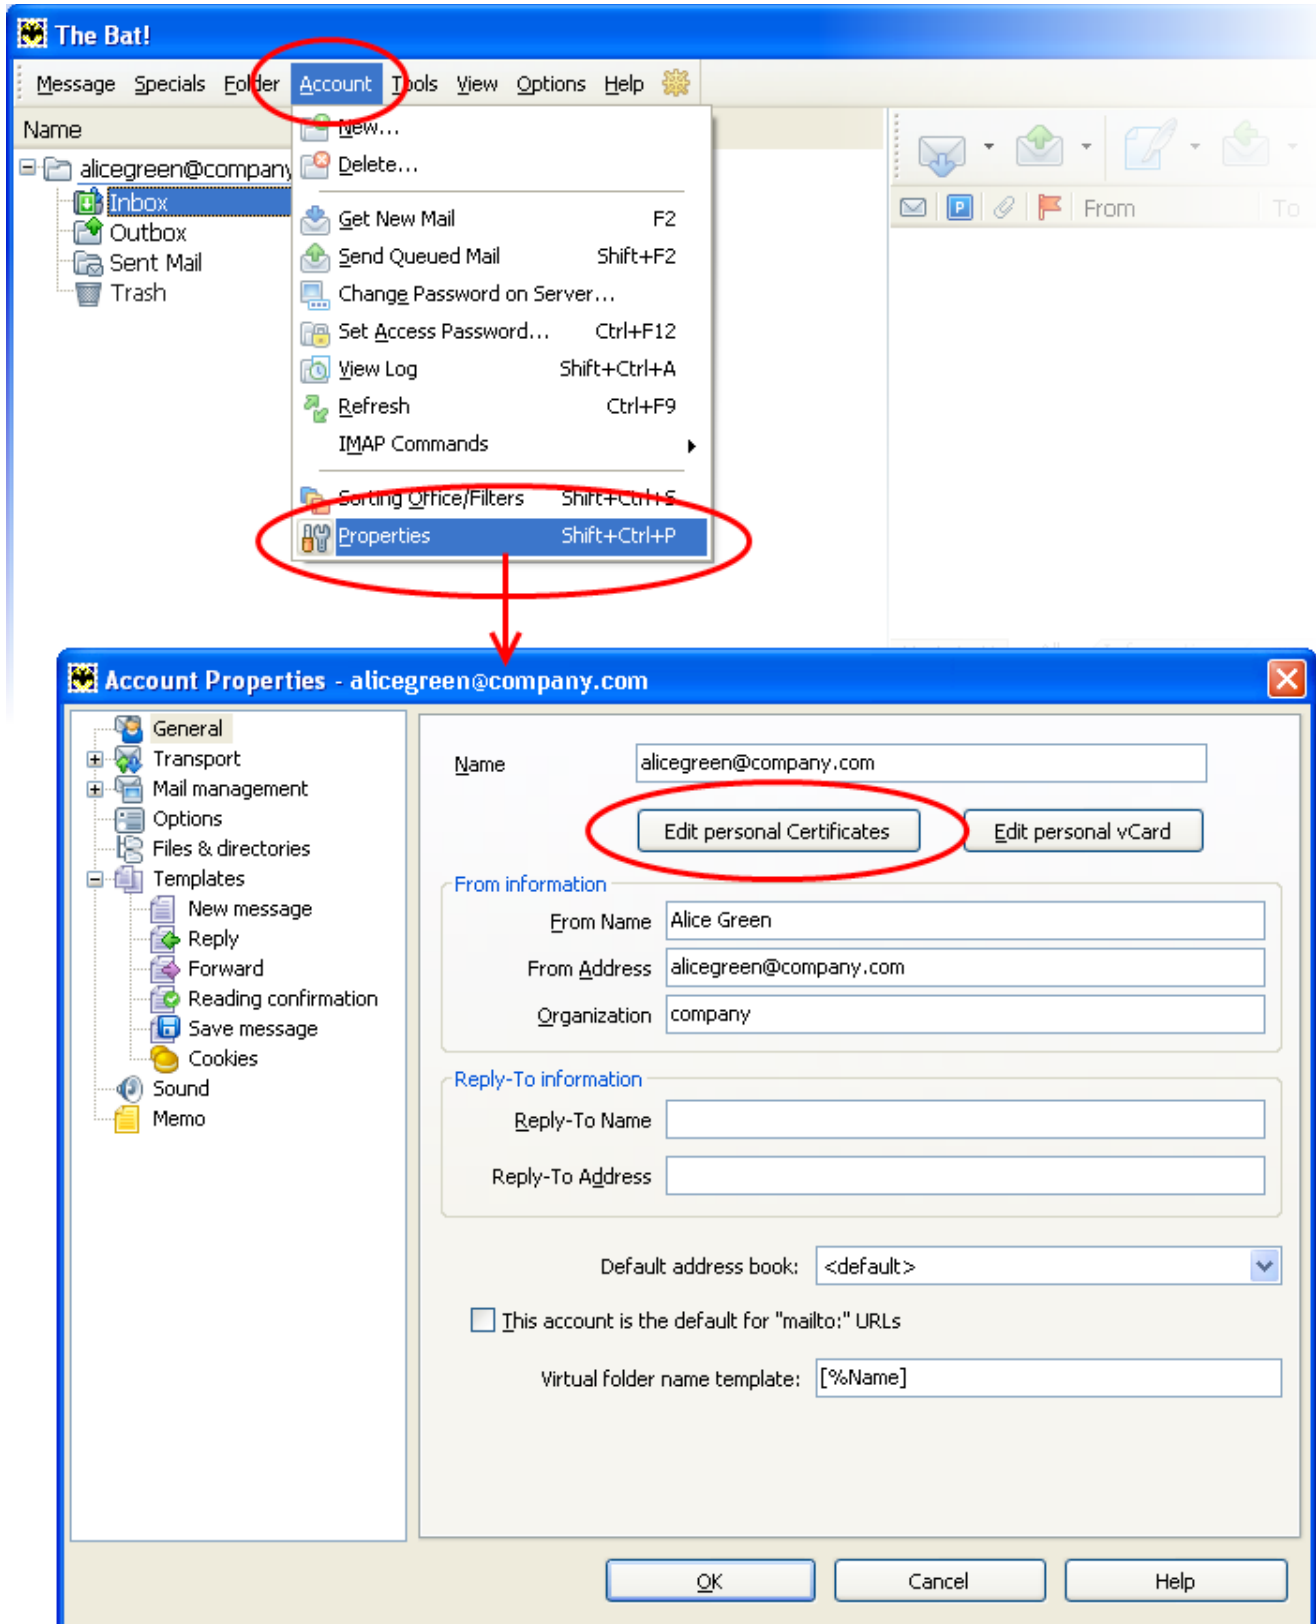 The Bat!
Message Specials Folder Account Tools View Options Help
Name
New...
alicegreen@company
Delete...
Inbox
Get New Mail F2
P From To
Outbox
Send Queued Mail Shift+F2
Sent Mail
Change Password on Server...
Trash
Set Access Password... Ctrl+F12
View Log Shift+Ctrl+A
Refresh Ctrl+F9
IMAP Commands
Sorting Office/Filters Shift+Ctrl+S
Properties Shift+Ctrl+P
Account Properties - alicegreen@company.com
General
Transport
Mail management
Options
Files & directories
Templates
New message
Reply
Forward
Reading confirmation
Save message
Cookies
Sound
Memo
Name alicegreen@company.com
Edit personal Certificates Edit personal vCard
From information
From Name Alice Green
From Address alicegreen@company.com
Organization company
Reply-To information
Reply-To Name
Reply-To Address
Default address book: <default>
This account is the default for "mailto:" URLs
Virtual folder name template: [%Name]
OK Cancel Help